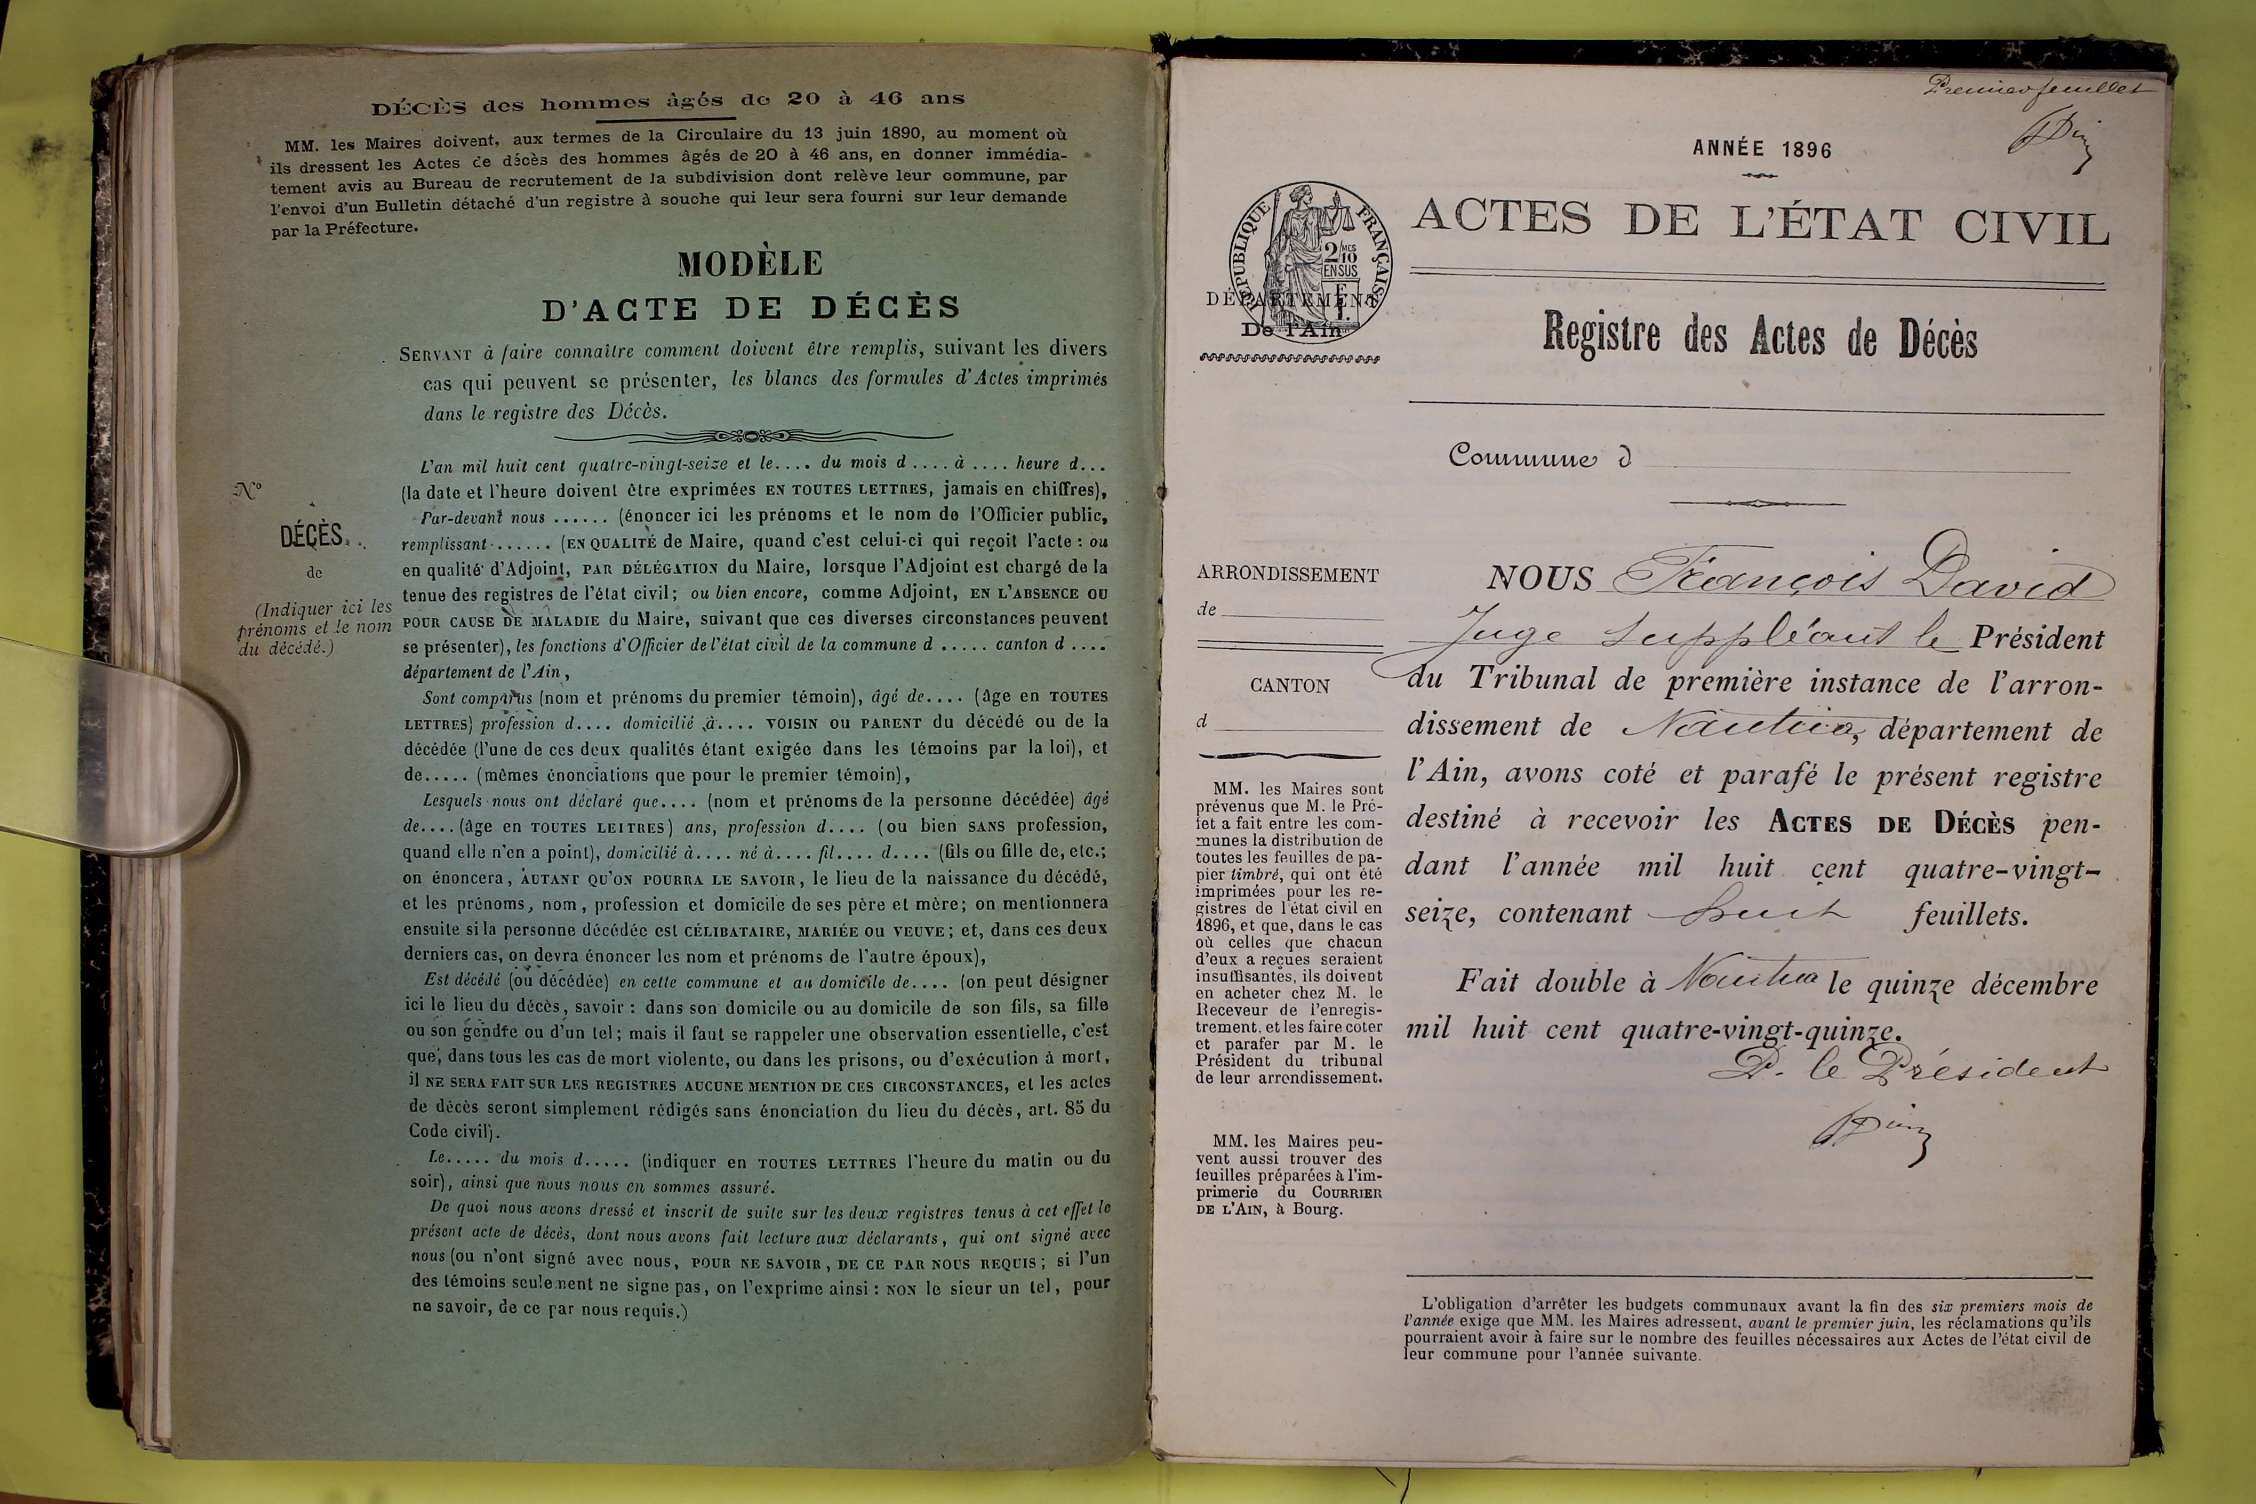 DÉCÈS des hommes âgés de 20 à 46 ans
MM. les Maires doivent, aux termes de la Circulaire du 13 juin 1890, au moment où
ils dressent les Actes de décès des hommes âgés de 20 à 46 ans, en donner immédia-
tement avis au Bureau de recrutement de la subdivision dont relève leur commune, par
l'envoi d'un Bulletin détaché d'un registre à souche qui leur sera fourni sur leur demande
par la Préfecture.
MODÈLE
D'ACTE DE DÉCÈS
SERVANT à faire connaître comment doivent être remplis, suivant les divers
cas qui peuvent se présenter, les blancs des formules d'Actes imprimés
dans le registre des Décès.
N°
DÉCÈS
de
(Indiquer ici les
prénoms et le nom
du décédé.)
L'an mil huit cent quatre-vingt-seize et le.... du mois d.... à .... heure d...
(la date et l'heure doivent être exprimées EN TOUTES LETTRES, jamais en chiffres),
Par-devant nous ...... (énoncer ici les prénoms et le nom de l'Officier public,
remplissant ...... (EN QUALITÉ de Maire, quand c'est celui-ci qui reçoit l'acte : ou
en qualité d'Adjoint, PAR DÉLÉGATION du Maire, lorsque l'Adjoint est chargé de la
tenue des registres de l'état civil; ou bien encore, comme Adjoint, EN L'ABSENCE OU
POUR CAUSE DE MALADIE du Maire, suivant que ces diverses circonstances peuvent
se présenter), les fonctions d'Officier de l'état civil de la commune d ..... canton d ....
département de l'Ain,
Sont comparus (nom et prénoms du premier témoin), âgé de.... (âge en TOUTES
LETTRES) profession d.... domicilié à.... VOISIN OU PARENT du décédé ou de la
décédée (l'une de ces deux qualités étant exigée dans les témoins par la loi), et
de..... (mêmes énonciations que pour le premier témoin),
Lesquels nous ont déclaré que.... (nom et prénoms de la personne décédée) âgé
de.... (âge en TOUTES LETTRES) ans, profession d.... (ou bien SANS profession,
quand elle n'en a point), domicilié à.... né à.... fil.... d.... (fils ou fille de, etc.;
on énoncera, AUTANT QU'ON POURRA LE SAVOIR, le lieu de la naissance du décédé,
et les prénoms, nom, profession et domicile de ses père et mère; on mentionnera
ensuite si la personne décédée est CÉLIBATAIRE, MARIÉE OU VEUVE; et, dans ces deux
derniers cas, on devra énoncer les nom et prénoms de l'autre époux),
Est décédé (ou décédée) en cette commune et au domicile de.... (on peut désigner
ici le lieu du décès, savoir : dans son domicile ou au domicile de son fils, sa fille
ou son gendre ou d'un tel; mais il faut se rappeler une observation essentielle, c'est
que, dans tous les cas de mort violente, ou dans les prisons, ou d'exécution à mort,
il NE SERA FAIT SUR LES REGISTRES AUCUNE MENTION DE CES CIRCONSTANCES, et les actes
de décès seront simplement rédigés sans énonciation du lieu du décès, art. 85 du
Code civil).
Le..... du mois d..... (indiquer en TOUTES LETTRES l'heure du matin ou du
soir), ainsi que nous nous en sommes assuré.
De quoi nous avons dressé et inscrit de suite sur les deux registres tenus à cet effet le
présent acte de décès, dont nous avons fait lecture aux déclarants, qui ont signé avec
nous (ou n'ont signé avec nous, POUR NE SAVOIR, DE CE PAR NOUS REQUIS; si l'un
des témoins seulement ne signe pas, on l'exprime ainsi : NON le sieur un tel, pour
ne savoir, de ce par nous requis.)
Premier feuillet
ANNÉE 1896
RÉPUBLIQUE FRANÇAISE
2 MES
10
EN SUS
ACTES DE L'ÉTAT CIVIL
DÉPARTEMENT
De l'Ain
Registre des Actes de Décès
Commune d
ARRONDISSEMENT
de
CANTON
d
MM. les Maires sont
prévenus que M. le Pré-
fet a fait entre les com-
munes la distribution de
toutes les feuilles de pa-
pier timbré, qui ont été
imprimées pour les re-
gistres de l'état civil en
1896, et que, dans le cas
où celles que chacun
d'eux a reçues seraient
insuffisantes, ils doivent
en acheter chez M. le
Receveur de l'enregis-
trement, et les faire coter
et parafer par M. le
Président du tribunal
de leur arrondissement.
MM. les Maires peu-
vent aussi trouver des
feuilles préparées à l'im-
primerie du COURRIER
DE L'AIN, à Bourg.
NOUS François David
Juge suppléant le Président
du Tribunal de première instance de l'arron-
dissement de Nantua, département de
l'Ain, avons coté et parafé le présent registre
destiné à recevoir les ACTES DE DÉCÈS pen-
dant l'année mil huit cent quatre-vingt-
seize, contenant huit feuillets.
Fait double à Nantua le quinze décembre
mil huit cent quatre-vingt-quinze.
P. le Président
L'obligation d'arrêter les budgets communaux avant la fin des six premiers mois de
l'année exige que MM. les Maires adressent, avant le premier juin, les réclamations qu'ils
pourraient avoir à faire sur le nombre des feuilles nécessaires aux Actes de l'état civil de
leur commune pour l'année suivante.